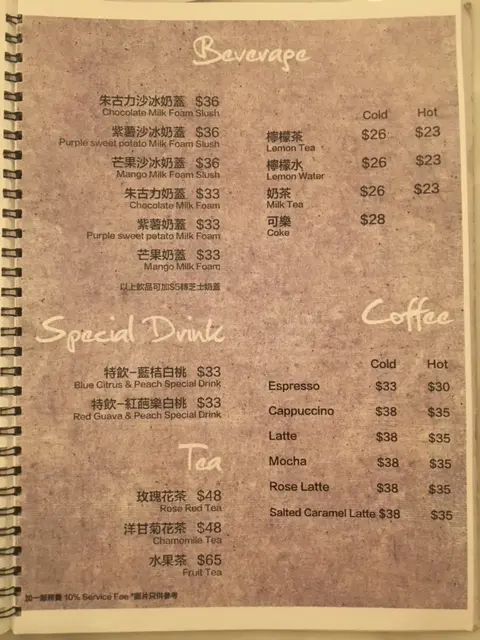 Beverage
朱古力沙冰奶蓋 $36
Chocolate Milk Foam Slush
紫薯沙冰奶蓋 $36
Purple sweet potato Milk Foam Slush
芒果沙冰奶蓋 $36
Mango Milk Foam Slush
朱古力奶蓋 $33
Chocolate Milk Foam
紫薯奶蓋 $33
Purple sweet potato Milk Foam
芒果奶蓋 $33
Mango Milk Foam
以上飲品可加$5轉芝士奶蓋
Cold Hot
檸檬茶 $26 $23
Lemon Tea
檸檬水 $26 $23
Lemon Water
奶茶 $26 $23
Milk Tea
可樂 $28
Coke
Special Drink
特飲-藍桔白桃 $33
Blue Citrus & Peach Special Drink
特飲-紅芭樂白桃 $33
Red Guava & Peach Special Drink
Tea
玫瑰花茶 $48
Rose Red Tea
洋甘菊花茶 $48
Chamomile Tea
水果茶 $65
Fruit Tea
Coffee
Cold Hot
Espresso $33 $30
Cappuccino $38 $35
Latte $38 $35
Mocha $38 $35
Rose Latte $38 $35
Salted Caramel Latte $38 $35
加一服務費 10% Service Fee *圖片只供參考